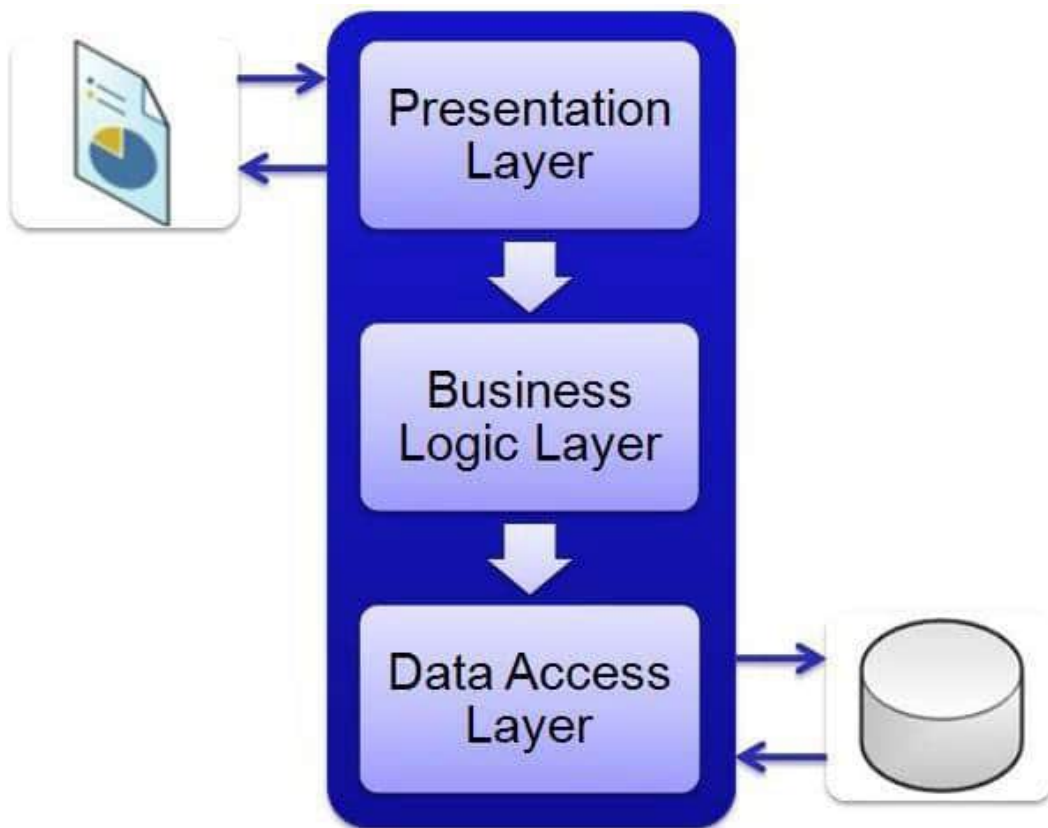 Presentation
Layer
Business
Logic Layer
Data Access
Layer